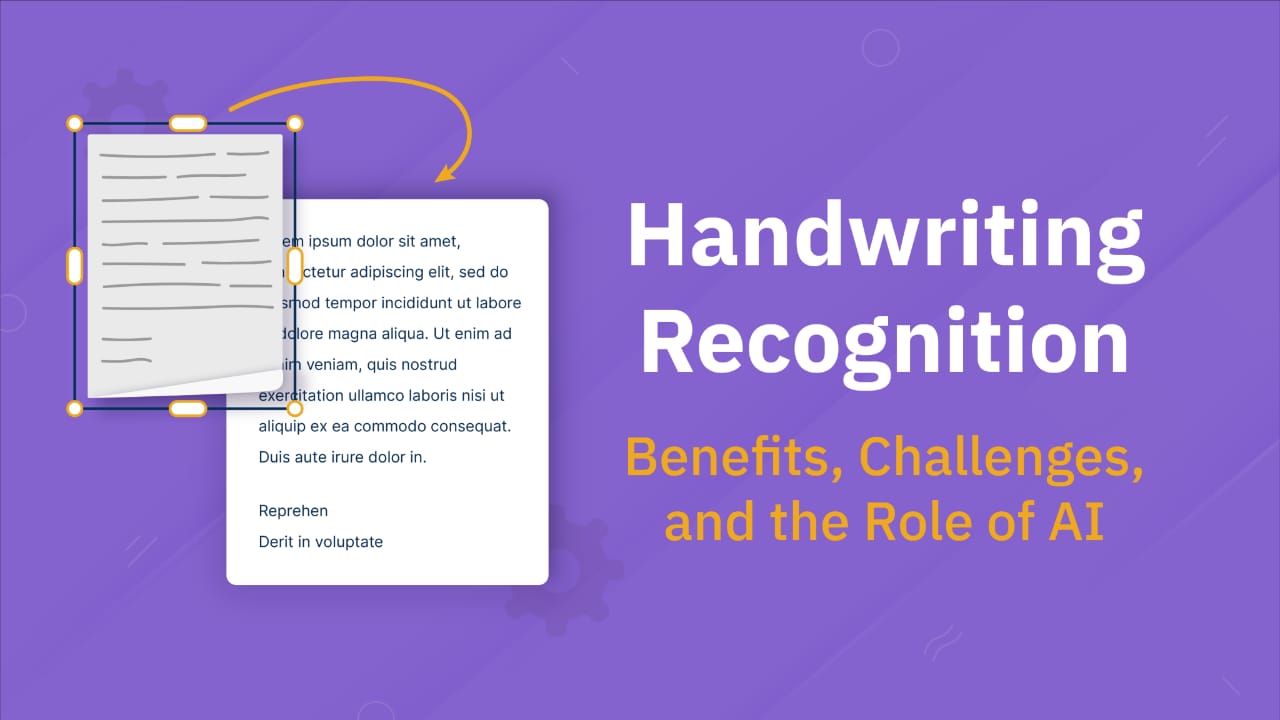 Handwriting
Recognition
Benefits, Challenges,
and the Role of AI
ipsum dolor sit amet,
adipiscing elit, sed do
tempor incididunt ut labore
dolore magna aliqua. Ut enim ad
veniam, quis nostrud
exercitation ullamco laboris nisi ut
aliquip ex ea commodo consequat.
Duis aute irure dolor in.
Reprehen
Derit in voluptate